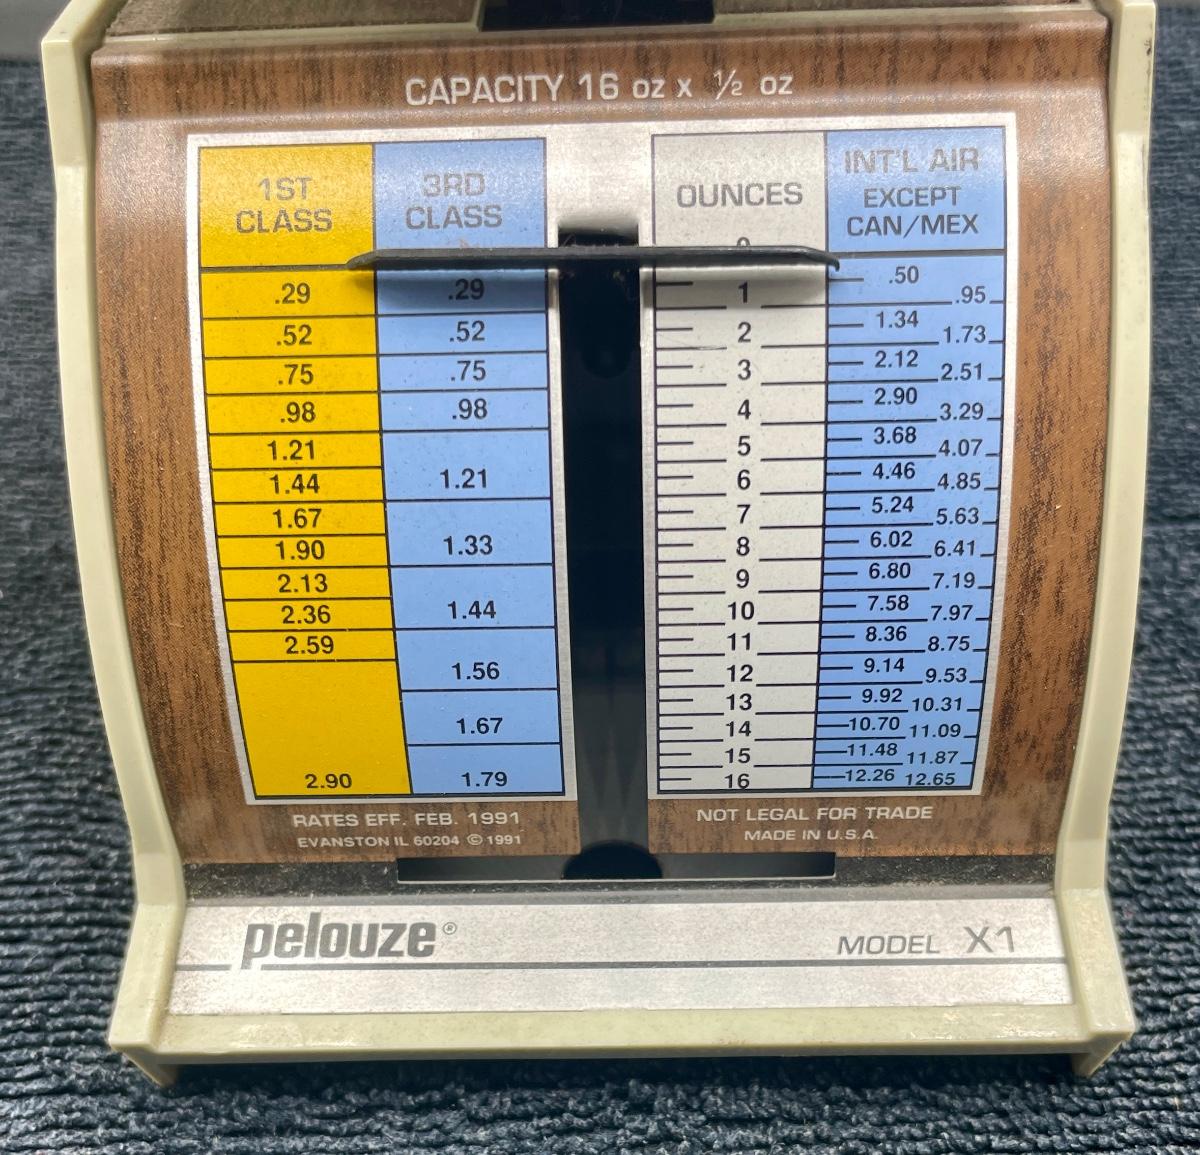 CAPACITY 16 oz x ½ oz
1ST CLASS
3RD CLASS
.29 .29
.52 .52
.75 .75
.98 .98
1.21
1.44 1.21
1.67
1.90 1.33
2.13
2.36 1.44
2.59
1.56
1.67
2.90 1.79
OUNCES
INT'L AIR
EXCEPT
CAN/MEX
0
1 .50 .95
2 1.34 1.73
3 2.12 2.51
4 2.90 3.29
5 3.68 4.07
6 4.46 4.85
7 5.24 5.63
8 6.02 6.41
9 6.80 7.19
10 7.58 7.97
11 8.36 8.75
12 9.14 9.53
13 9.92 10.31
14 10.70 11.09
15 11.48 11.87
16 12.26 12.65
RATES EFF. FEB. 1991
EVANSTON IL 60204 © 1991
NOT LEGAL FOR TRADE
MADE IN U.S.A.
pelouze®
MODEL X1